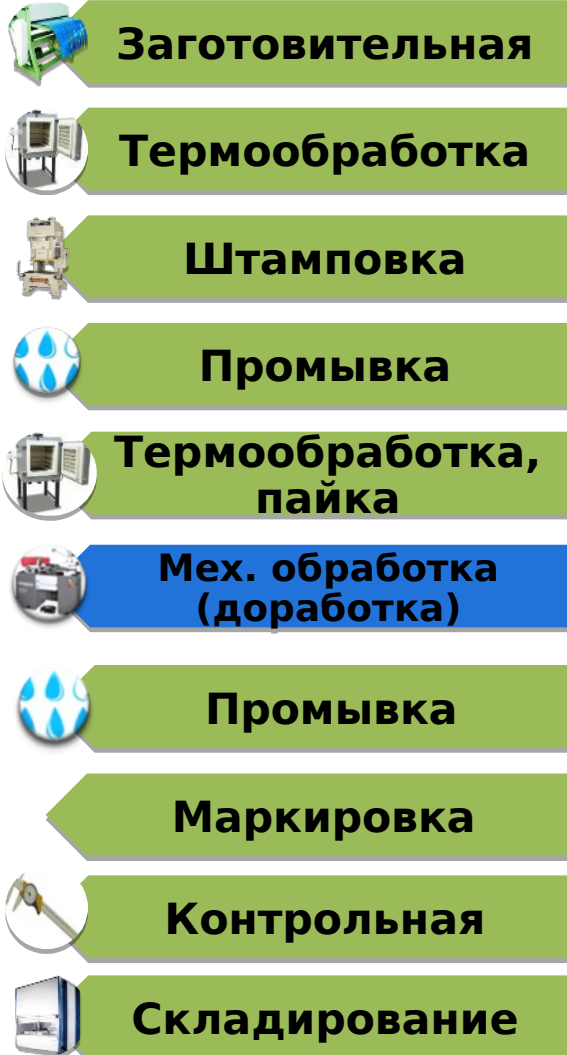 Заготовительная
Термообработка
Штамповка
Промывка
Термообработка,
пайка
Мех. обработка
(доработка)
Промывка
Маркировка
Контрольная
Складирование